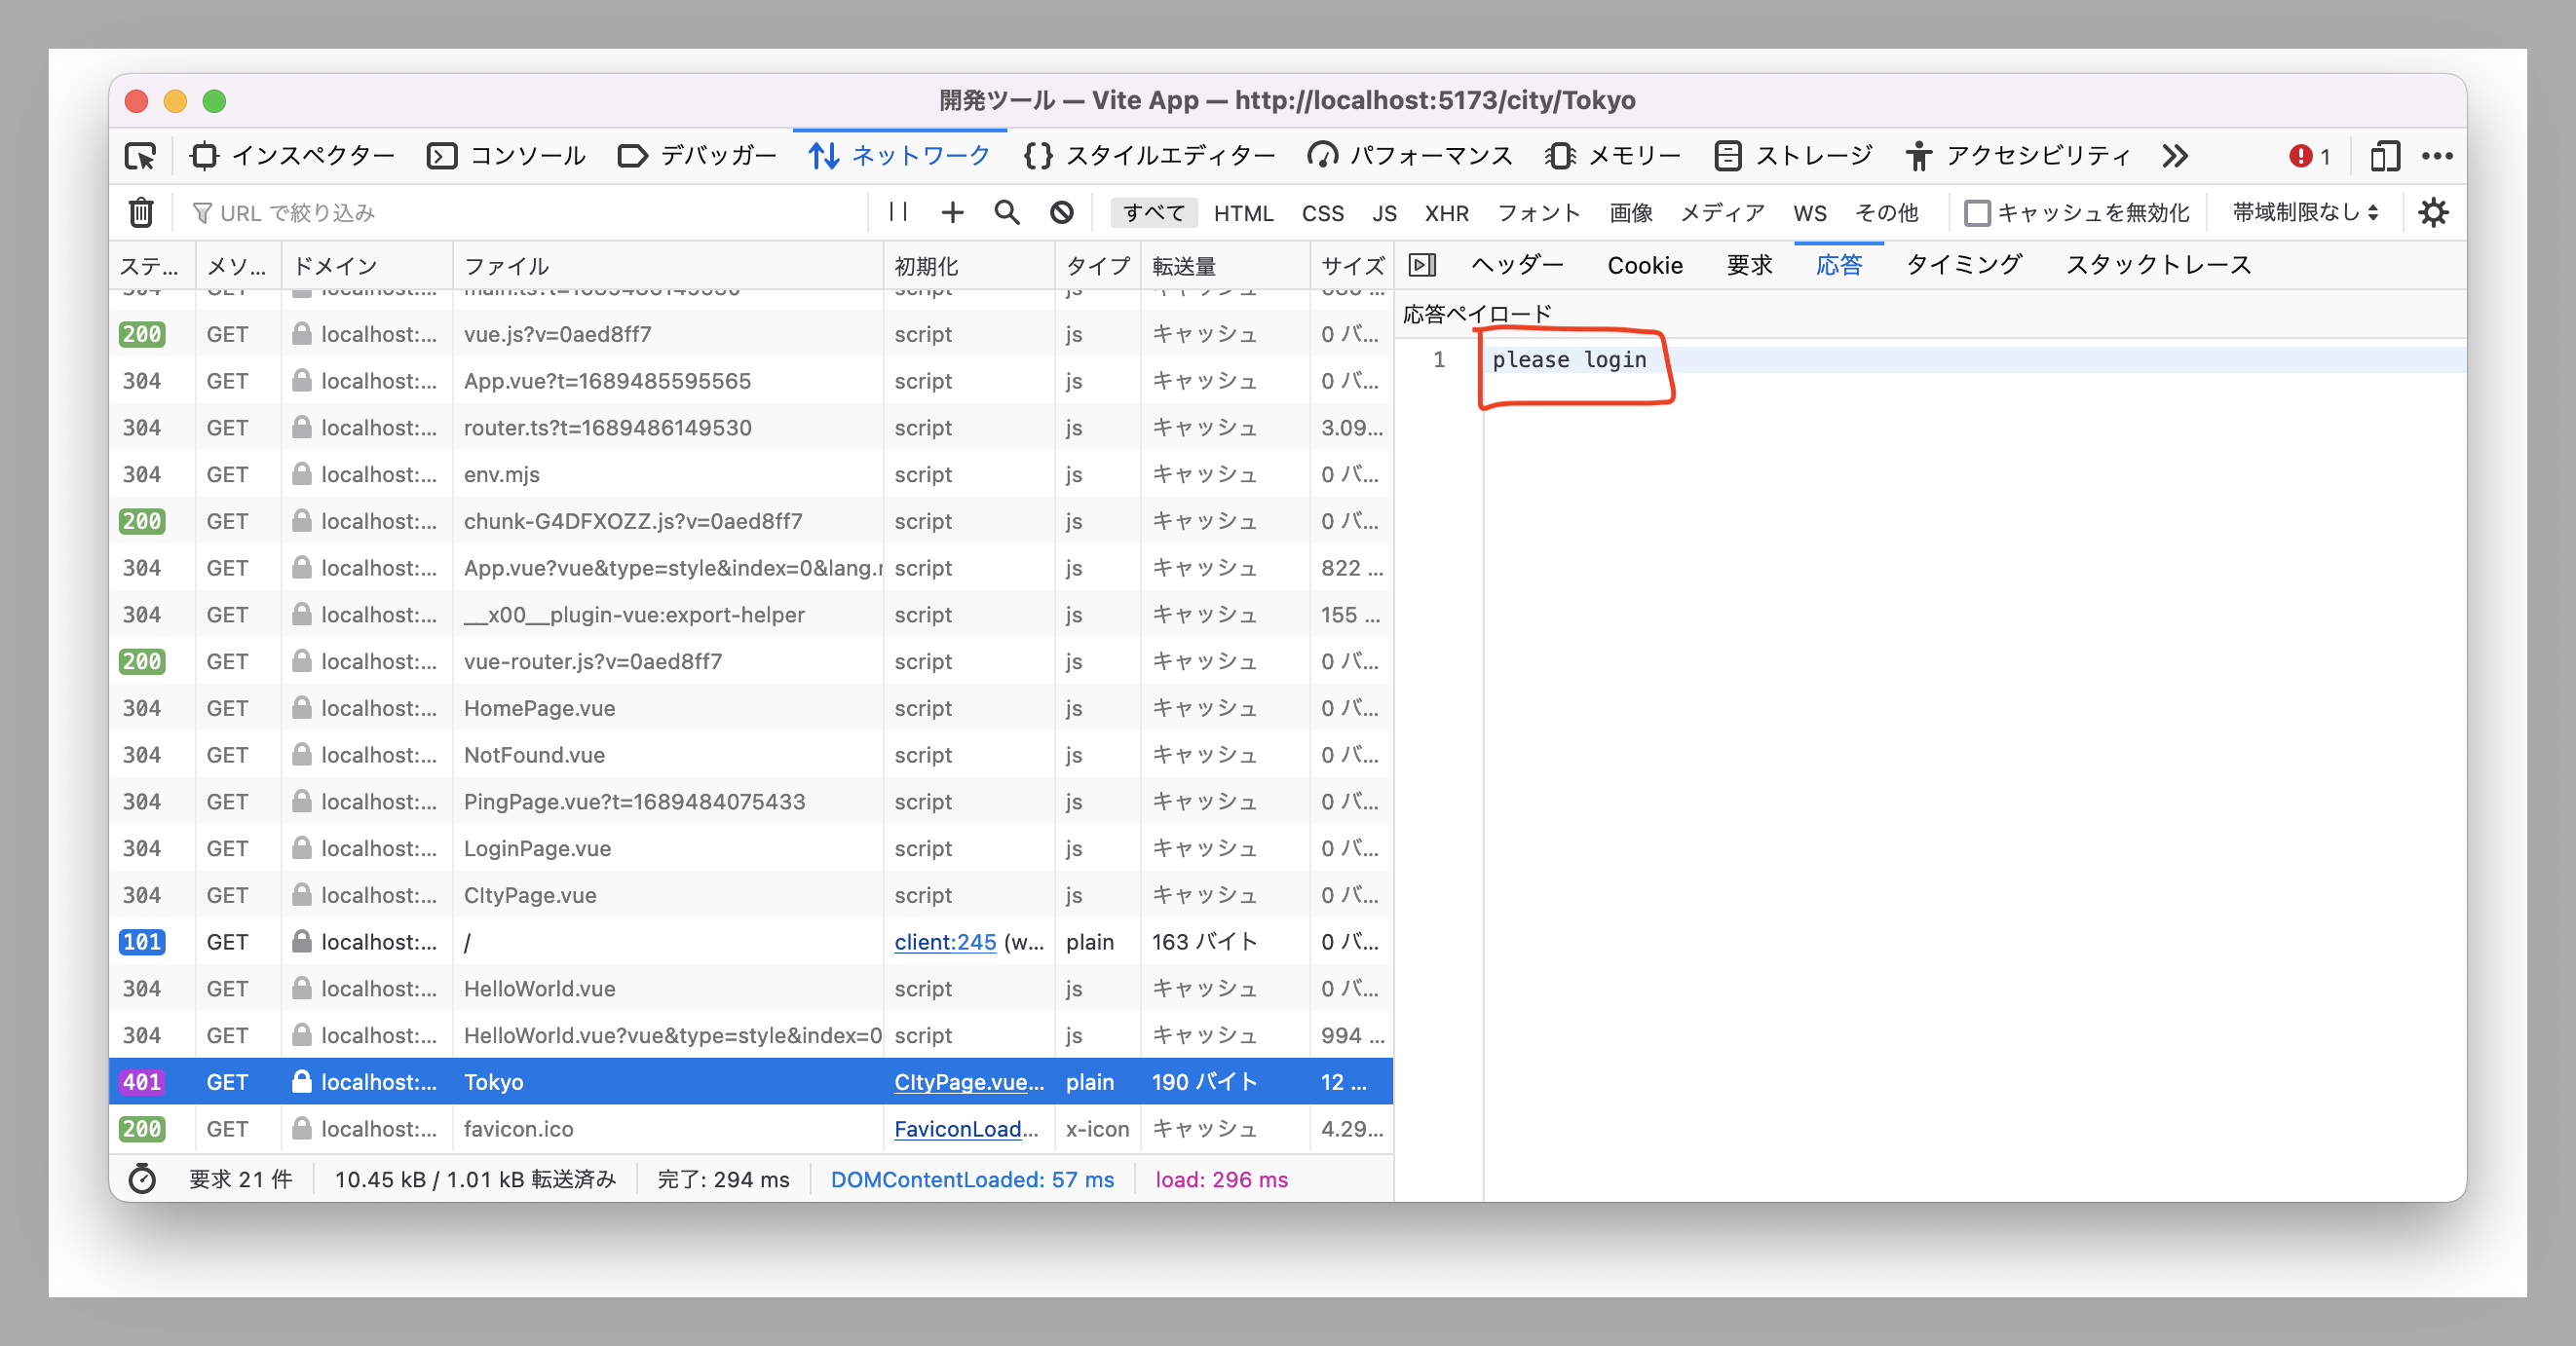 開発ツール — Vite App — http://localhost:5173/city/Tokyo
インスペクター コンソール デバッガー ネットワーク スタイルエディター パフォーマンス メモリー ストレージ アクセシビリティ 1
URL で絞り込み すべて HTML CSS JS XHR フォント 画像 メディア WS その他 キャッシュを無効化 帯域制限なし
ステ... メソ... ドメイン ファイル 初期化 タイプ 転送量 サイズ
ヘッダー Cookie 要求 応答 タイミング スタックトレース
応答ペイロード
1 please login
200 GET localhost:... vue.js?v=0aed8ff7 script js キャッシュ 0 バ...
304 GET localhost:... App.vue?t=1689485595565 script js キャッシュ 0 バ...
304 GET localhost:... router.ts?t=1689486149530 script js キャッシュ 3.09...
304 GET localhost:... env.mjs script js キャッシュ 0 バ...
200 GET localhost:... chunk-G4DFXOZZ.js?v=0aed8ff7 script js キャッシュ 0 バ...
304 GET localhost:... App.vue?vue&type=style&index=0&lang. script js キャッシュ 822 ...
304 GET localhost:... __x00__plugin-vue:export-helper script js キャッシュ 155 ...
200 GET localhost:... vue-router.js?v=0aed8ff7 script js キャッシュ 0 バ...
304 GET localhost:... HomePage.vue script js キャッシュ 0 バ...
304 GET localhost:... NotFound.vue script js キャッシュ 0 バ...
304 GET localhost:... PingPage.vue?t=1689484075433 script js キャッシュ 0 バ...
304 GET localhost:... LoginPage.vue script js キャッシュ 0 バ...
304 GET localhost:... CItyPage.vue script js キャッシュ 0 バ...
101 GET localhost:... / client:245 (w... plain 163 バイト 0 バ...
304 GET localhost:... HelloWorld.vue script js キャッシュ 0 バ...
304 GET localhost:... HelloWorld.vue?vue&type=style&index=0 script js キャッシュ 994 ...
401 GET localhost:... Tokyo CItyPage.vue... plain 190 バイト 12 ...
200 GET localhost:... favicon.ico FaviconLoad... x-icon キャッシュ 4.29...
要求 21 件 10.45 kB / 1.01 kB 転送済み 完了: 294 ms DOMContentLoaded: 57 ms load: 296 ms